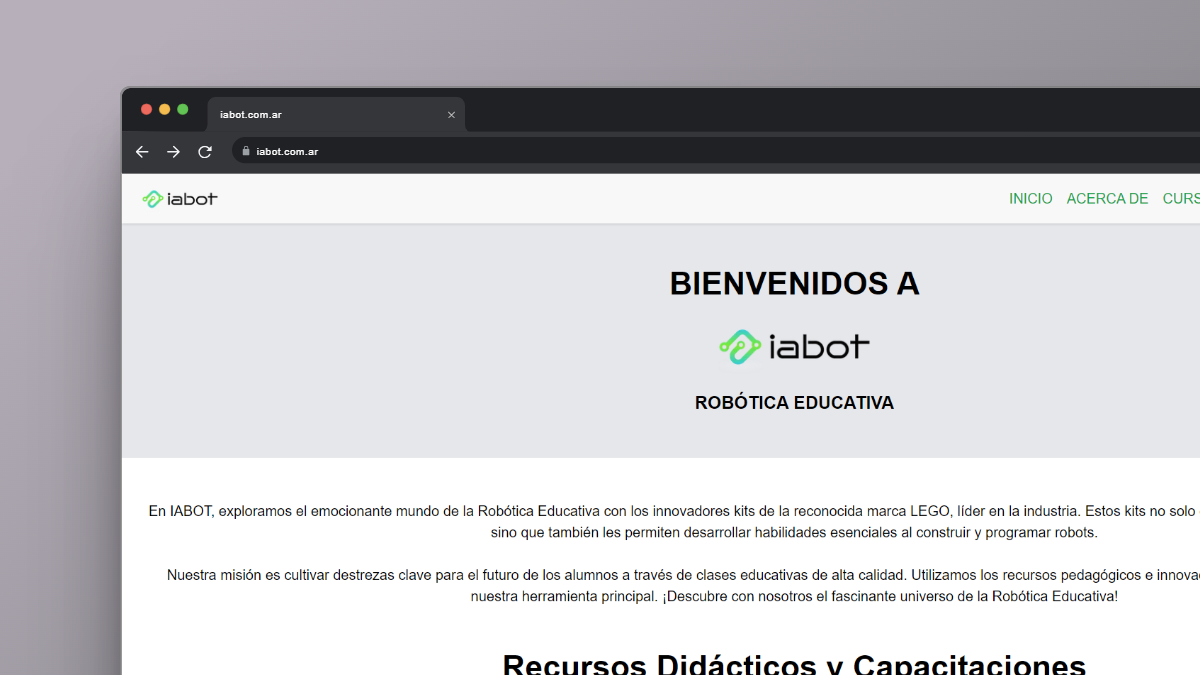 iabot.com.ar
iabot.com.ar
iabot
INICIO ACERCA DE CURS
BIENVENIDOS A
iabot
ROBÓTICA EDUCATIVA
En IABOT, exploramos el emocionante mundo de la Robótica Educativa con los innovadores kits de la reconocida marca LEGO, líder en la industria. Estos kits no solo
sino que también les permiten desarrollar habilidades esenciales al construir y programar robots.
Nuestra misión es cultivar destrezas clave para el futuro de los alumnos a través de clases educativas de alta calidad. Utilizamos los recursos pedagógicos e innova
nuestra herramienta principal. ¡Descubre con nosotros el fascinante universo de la Robótica Educativa!
Recursos Didácticos y Capacitaciones